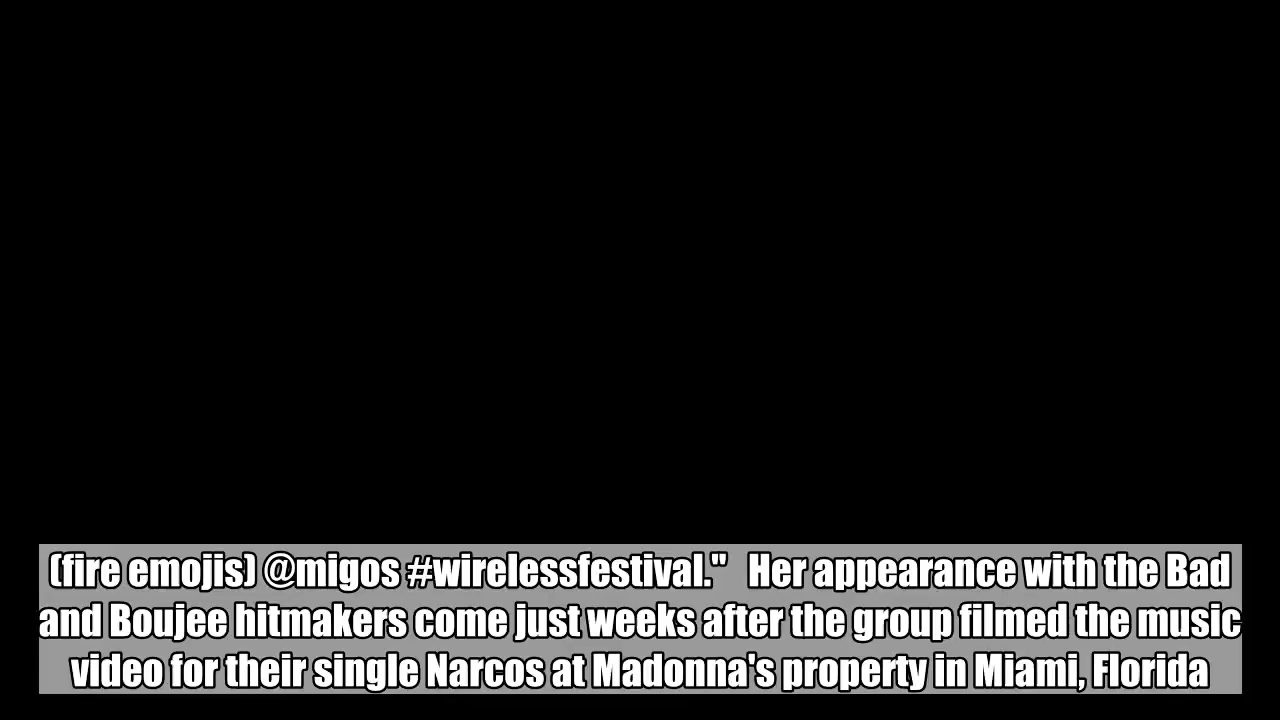 (fire emojis) @migos #wirelessfestival."   Her appearance with the Bad
and Boujee hitmakers come just weeks after the group filmed the music
video for their single Narcos at Madonna's property in Miami, Florida